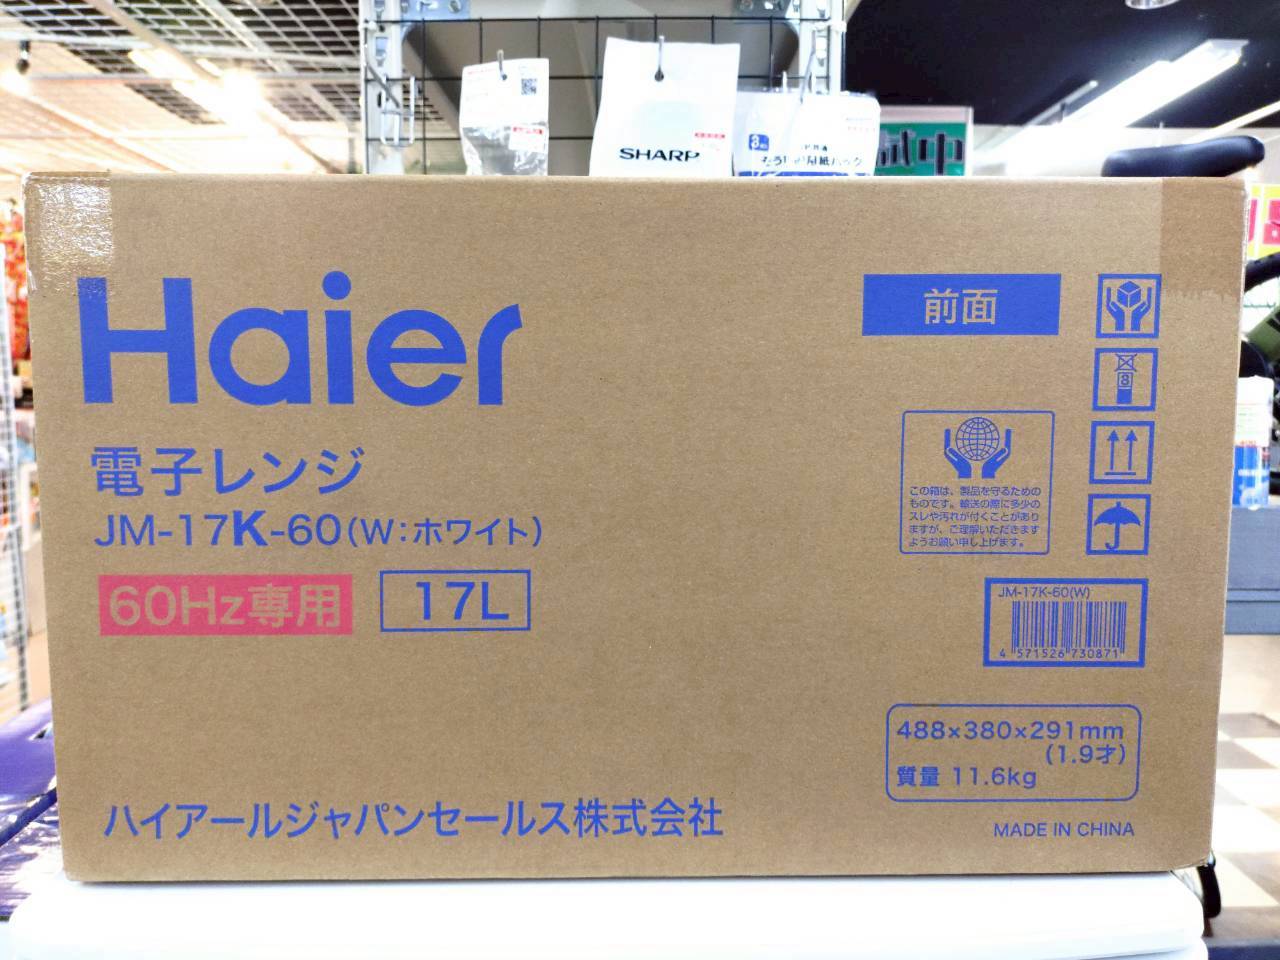 SHARP
Haier
前面
電子レンジ
JM-17K-60(W:ホワイト)
60Hz専用
17L
この箱は、製品を守るための
ものです。輸送の際に多少の
スレや汚れが付くことがあり
ますが、ご理解いただきます
ようお願い申し上げます。
8
JM-17K-60(W)
4 571526 730871
488×380×291mm
(1.9才)
質量 11.6kg
ハイアールジャパンセールス株式会社
MADE IN CHINA